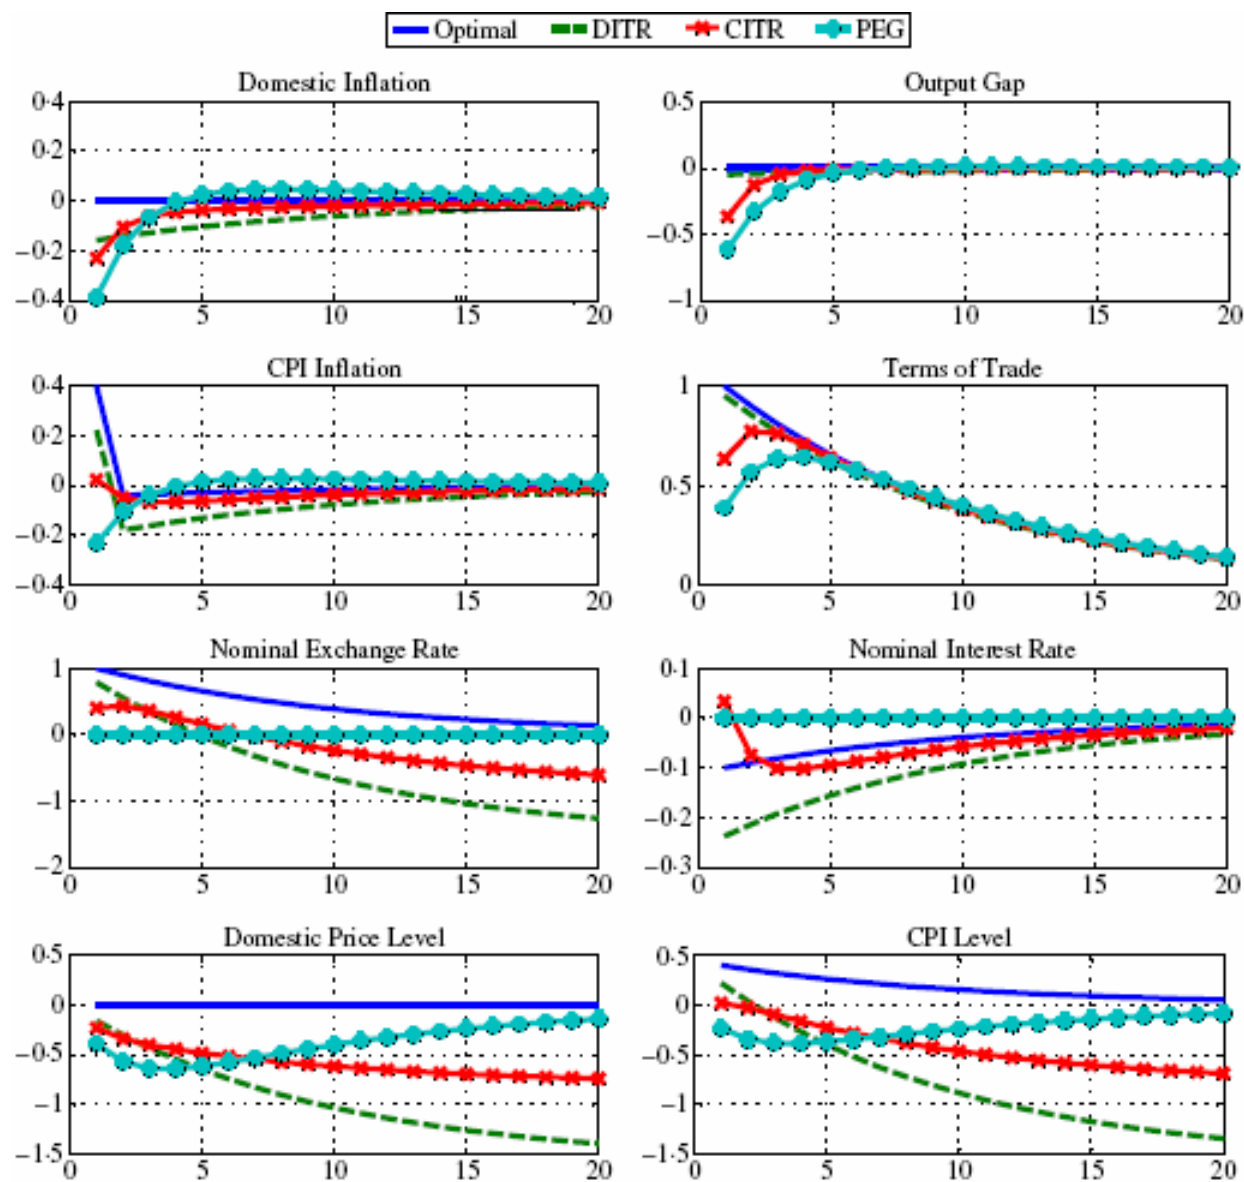 Optimal DITR CITR PEG
Domestic Inflation
0·4
0·2
0
−0·2
−0·4
0 5 10 15 20
Output Gap
0·5
0
−0·5
−1
0 5 10 15 20
CPI Inflation
0·4
0·2
0
−0·2
−0·4
0 5 10 15 20
Terms of Trade
1
0·5
0
0 5 10 15 20
Nominal Exchange Rate
1
0
−1
−2
0 5 10 15 20
Nominal Interest Rate
0·1
0
−0·1
−0·2
−0·3
0 5 10 15 20
Domestic Price Level
0·5
0
−0·5
−1
−1·5
0 5 10 15 20
CPI Level
0·5
0
−0·5
−1
−1·5
0 5 10 15 20